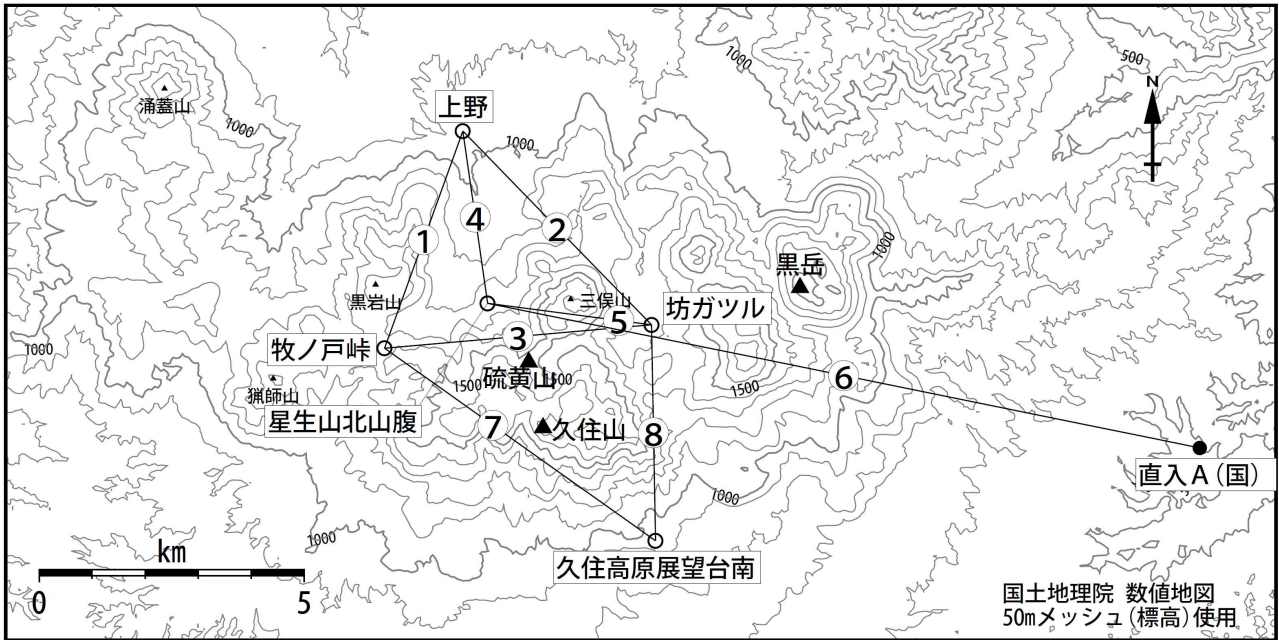 500
N
1000
涌蓋山
1000
上野
1000
4
2
1
1000
黒岳
黒岩山
三俣山
坊ガツル
5
3
1000
牧ノ戸峠
硫黄山
6
猟師山
1500
1500
1500
星生山北山腹
7
久住山
8
直入A(国)
1000
1000
km
0
5
久住高原展望台南
国土地理院 数値地図
50mメッシュ(標高)使用